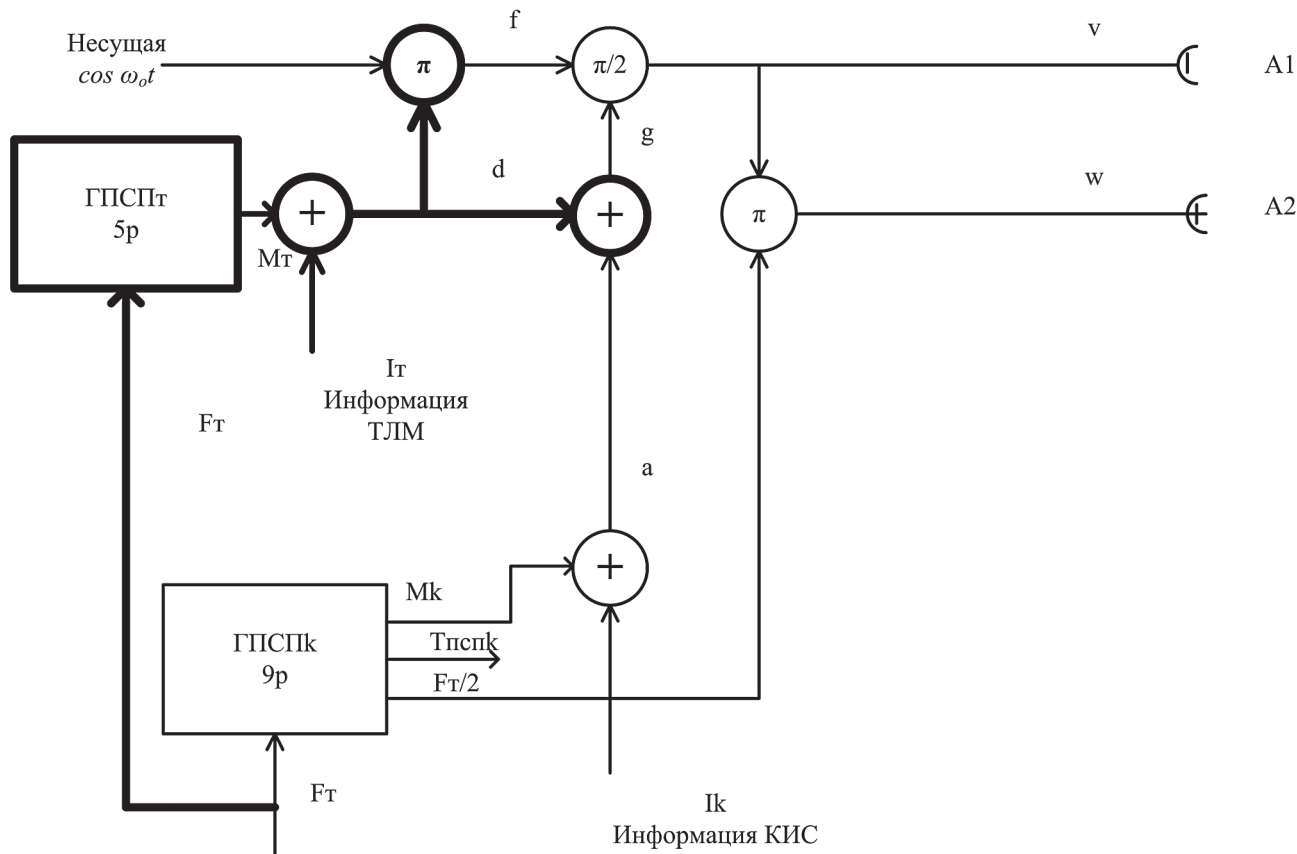 f
v
Несущая
cos ω₀t
π
π/2
A1
g
ГПСПт
5р
d
w
+
+
π
A2
Мт
Iт
Информация
ТЛМ
Fт
a
Mk
+
ГПСПk
9р
Тпспk
Fт/2
Fт
Ik
Информация КИС